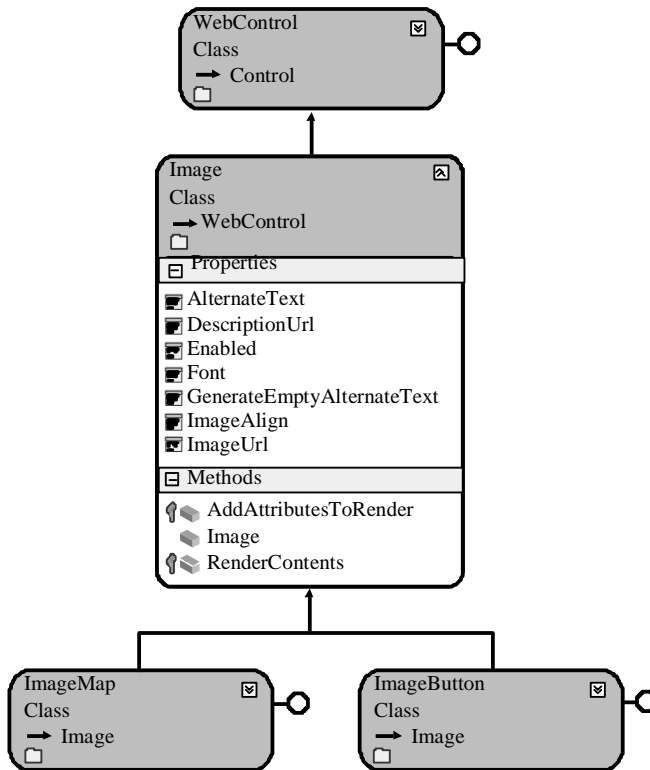 WebControl
Class
Control
Image
Class
WebControl
Properties
AlternateText
DescriptionUrl
Enabled
Font
GenerateEmptyAlternateText
ImageAlign
ImageUrl
Methods
AddAttributesToRender
Image
RenderContents
ImageMap
Class
Image
ImageButton
Class
Image